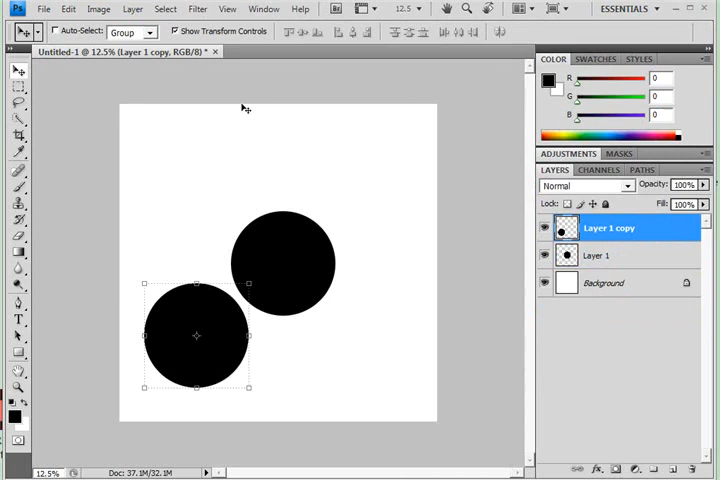 Ps File Edit Image Layer Select Filter View Window Help Br 12.5 ESSENTIALS
Auto-Select: Group Show Transform Controls
Untitled-1 @ 12.5% (Layer 1 copy, RGB/8) *
COLOR SWATCHES STYLES
R 0
G 0
B 0
ADJUSTMENTS MASKS
LAYERS CHANNELS PATHS
Normal Opacity: 100%
Lock: Fill: 100%
Layer 1 copy
Layer 1
Background
T
fx
12.5% Doc: 37.1M/32.1M